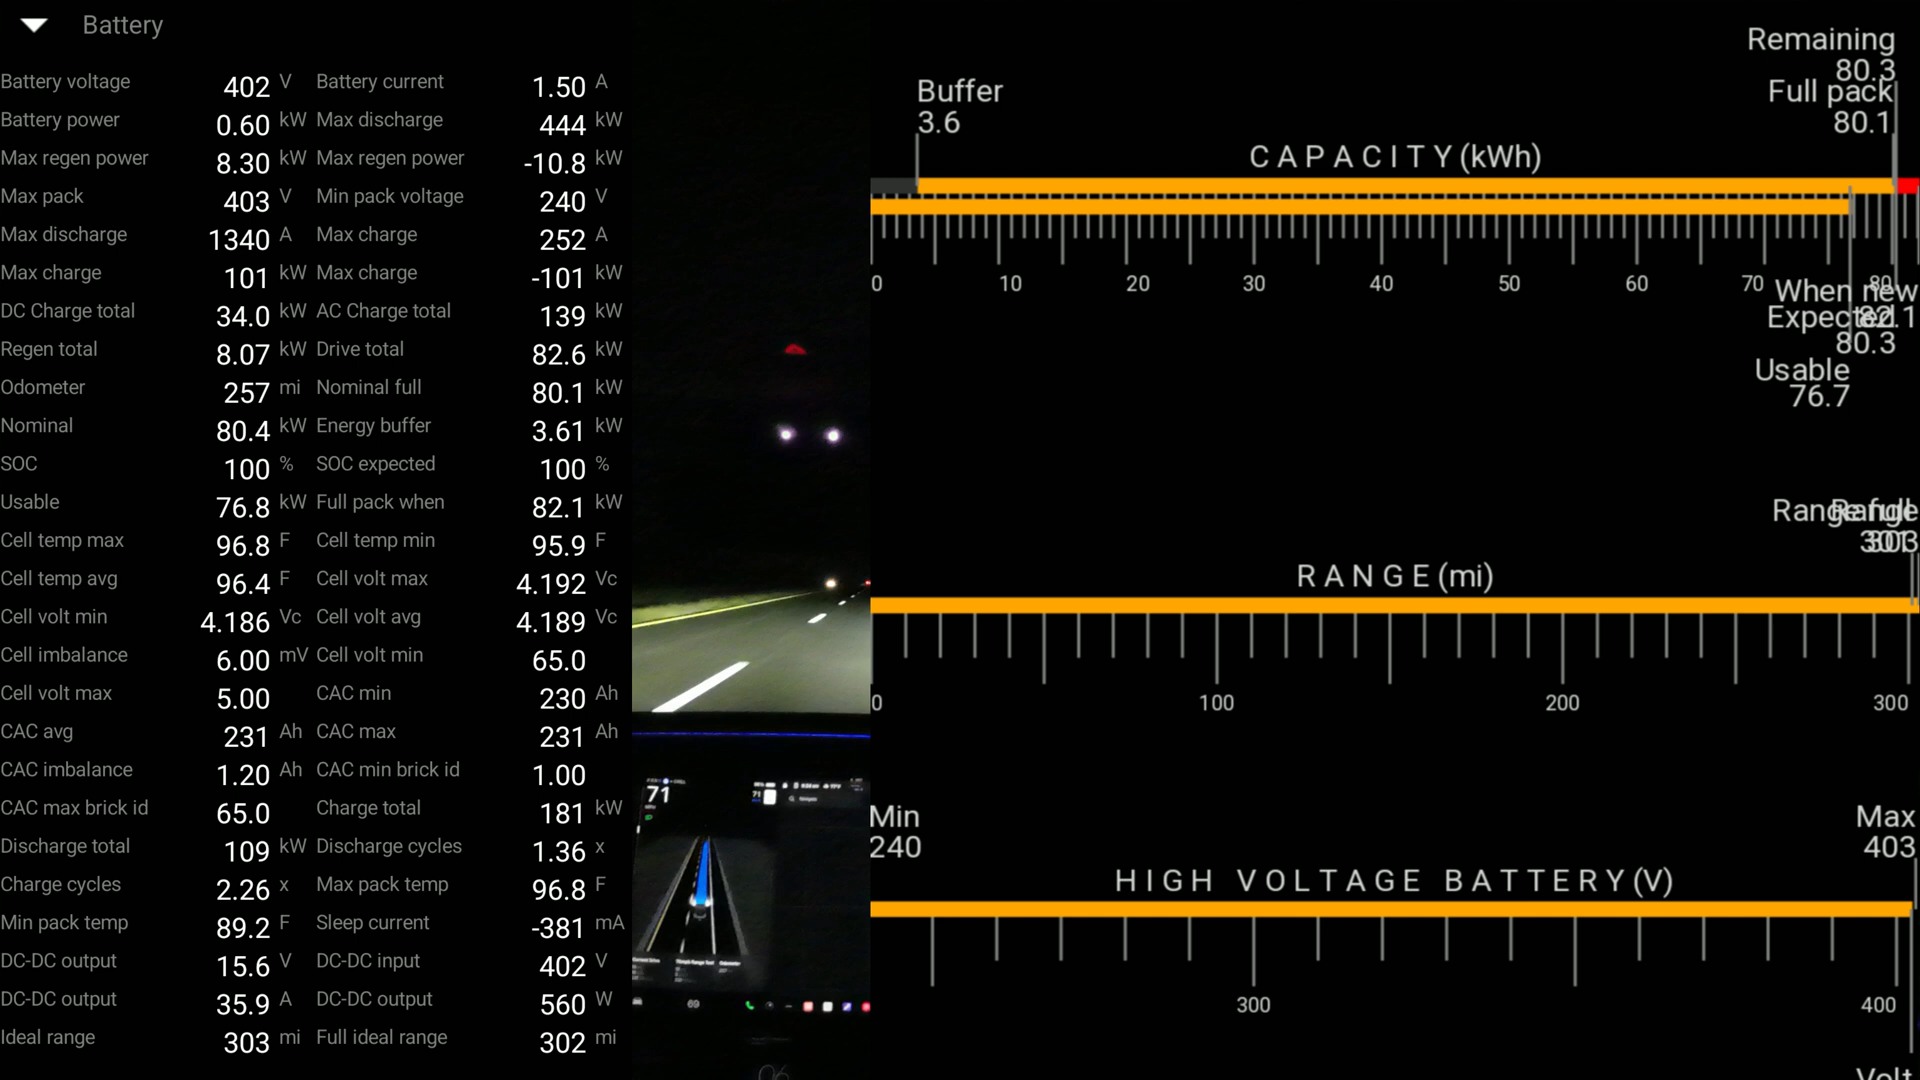 Battery
Battery voltage 402 V Battery current 1.50 A
Battery power 0.60 kW Max discharge 444 kW
Max regen power 8.30 kW Max regen power -10.8 kW
Max pack 403 V Min pack voltage 240 V
Max discharge 1340 A Max charge 252 A
Max charge 101 kW Max charge -101 kW
DC Charge total 34.0 kW AC Charge total 139 kW
Regen total 8.07 kW Drive total 82.6 kW
Odometer 257 mi Nominal full 80.1 kW
Nominal 80.4 kW Energy buffer 3.61 kW
SOC 100 % SOC expected 100 %
Usable 76.8 kW Full pack when 82.1 kW
Cell temp max 96.8 F Cell temp min 95.9 F
Cell temp avg 96.4 F Cell volt max 4.192 Vc
Cell volt min 4.186 Vc Cell volt avg 4.189 Vc
Cell imbalance 6.00 mV Cell volt min 65.0
Cell volt max 5.00 CAC min 230 Ah
CAC avg 231 Ah CAC max 231 Ah
CAC imbalance 1.20 Ah CAC min brick id 1.00
CAC max brick id 65.0 Charge total 181 kW
Discharge total 109 kW Discharge cycles 1.36 x
Charge cycles 2.26 x Max pack temp 96.8 F
Min pack temp 89.2 F Sleep current -381 mA
DC-DC output 15.6 V DC-DC input 402 V
DC-DC output 35.9 A DC-DC output 560 W
Ideal range 303 mi Full ideal range 302 mi
71
69
Remaining
80.3
Buffer
3.6
Full pack
80.1
CAPACITY (kWh)
0 10 20 30 40 50 60 70 80
When new
82.1
Expected
80.3
Usable
76.7
Range full
301
Range
303
RANGE (mi)
0 100 200 300
Min
240
Max
403
HIGH VOLTAGE BATTERY (V)
300 400
Volt